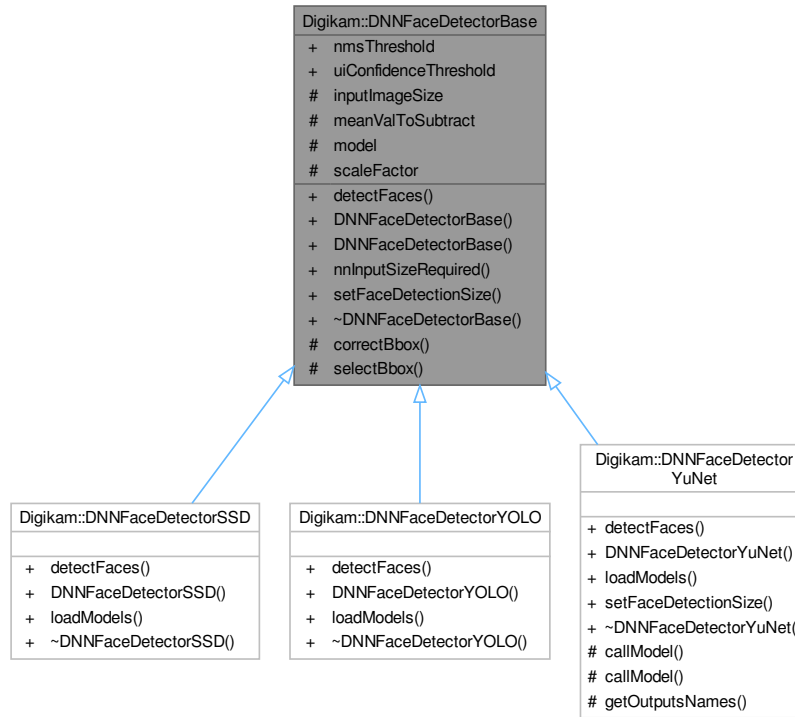 Digikam::DNNFaceDetectorBase
+ nmsThreshold
+ uiConfidenceThreshold
# inputImageSize
# meanValToSubtract
# model
# scaleFactor
+ detectFaces()
+ DNNFaceDetectorBase()
+ DNNFaceDetectorBase()
+ nnInputSizeRequired()
+ setFaceDetectionSize()
+ ~DNNFaceDetectorBase()
# correctBbox()
# selectBbox()
Digikam::DNNFaceDetectorSSD
+ detectFaces()
+ DNNFaceDetectorSSD()
+ loadModels()
+ ~DNNFaceDetectorSSD()
Digikam::DNNFaceDetectorYOLO
+ detectFaces()
+ DNNFaceDetectorYOLO()
+ loadModels()
+ ~DNNFaceDetectorYOLO()
Digikam::DNNFaceDetector
YuNet
+ detectFaces()
+ DNNFaceDetectorYuNet()
+ loadModels()
+ setFaceDetectionSize()
+ ~DNNFaceDetectorYuNet(
# callModel()
# callModel()
# getOutputsNames()